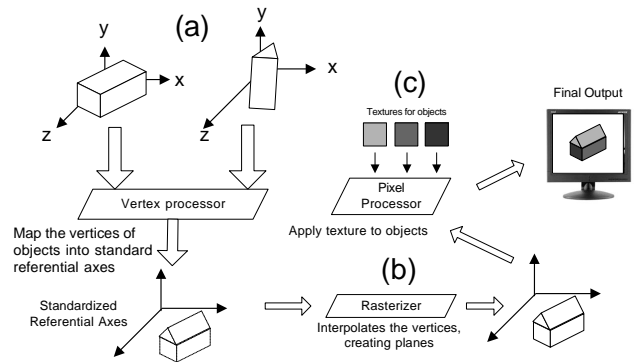 (a)
y
x
z
y
x
z
Vertex processor
Map the vertices of
objects into standard
referential axes
Standardized
Referential Axes
(b)
Rasterizer
Interpolates the vertices,
creating planes
(c)
Textures for objects
Pixel
Processor
Apply texture to objects
Final Output